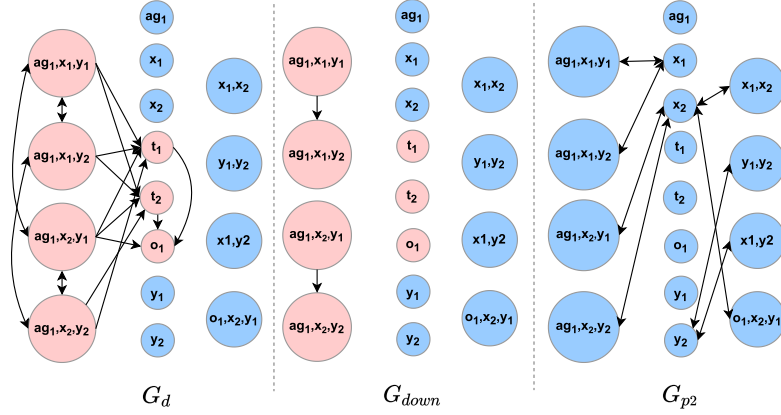 ag₁
ag₁,x₁,y₁
x₁
x₁,x₂
x₂
ag₁,x₁,y₂
t₁
y₁,y₂
t₂
ag₁,x₂,y₁
o₁
x1,y2
y₁
ag₁,x₂,y₂
o₁,x₂,y₁
y₂
G_d
ag₁
ag₁,x₁,y₁
x₁
x₁,x₂
x₂
ag₁,x₁,y₂
t₁
y₁,y₂
t₂
ag₁,x₂,y₁
o₁
x1,y2
y₁
ag₁,x₂,y₂
o₁,x₂,y₁
y₂
G_down
ag₁
ag₁,x₁,y₁
x₁
x₁,x₂
x₂
ag₁,x₁,y₂
t₁
y₁,y₂
t₂
ag₁,x₂,y₁
o₁
x1,y2
y₁
ag₁,x₂,y₂
o₁,x₂,y₁
y₂
G_p2